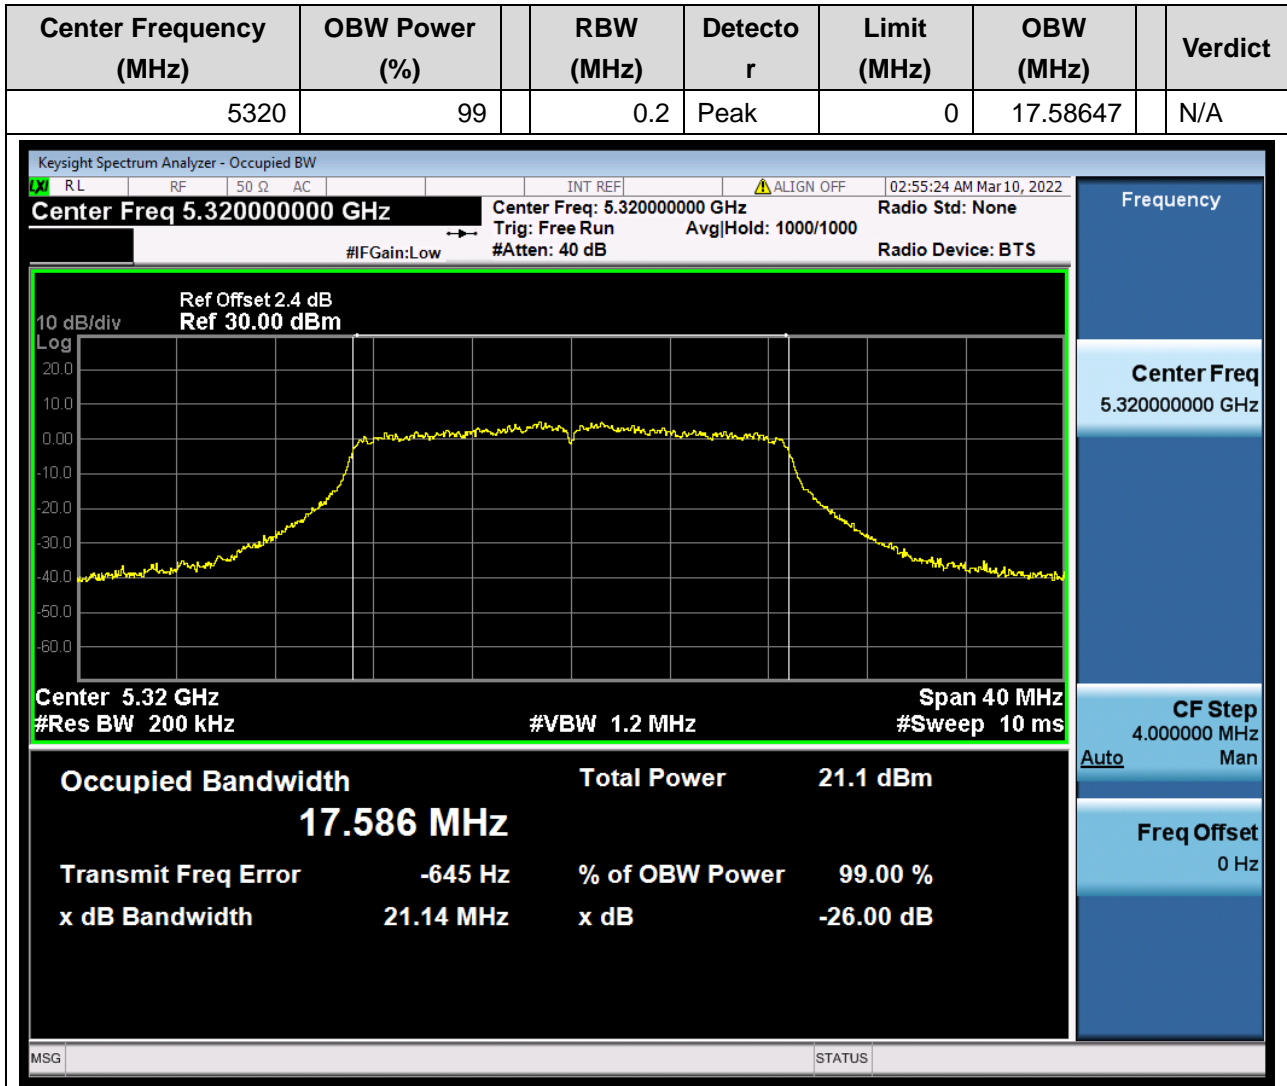 Center Frequency (MHz) OBW Power (%) RBW (MHz) Detecto r Limit (MHz) OBW (MHz) Verdict
5320 99 0.2 Peak 0 17.58647 N/A
Keysight Spectrum Analyzer - Occupied BW
LXI RL RF 50 Ω AC INT REF ALIGN OFF 02:55:24 AM Mar 10, 2022
Center Freq 5.320000000 GHz
Center Freq: 5.320000000 GHz Radio Std: None
Trig: Free Run Avg|Hold: 1000/1000
#IFGain:Low #Atten: 40 dB Radio Device: BTS
Ref Offset 2.4 dB
10 dB/div Ref 30.00 dBm
Log
20.0
10.0
0.00
-10.0
-20.0
-30.0
-40.0
-50.0
-60.0
Center 5.32 GHz Span 40 MHz
#Res BW 200 kHz #VBW 1.2 MHz #Sweep 10 ms
Occupied Bandwidth Total Power 21.1 dBm
17.586 MHz
Transmit Freq Error -645 Hz % of OBW Power 99.00 %
x dB Bandwidth 21.14 MHz x dB -26.00 dB
MSG STATUS
Frequency
Center Freq
5.320000000 GHz
CF Step
4.000000 MHz
Auto Man
Freq Offset
0 Hz